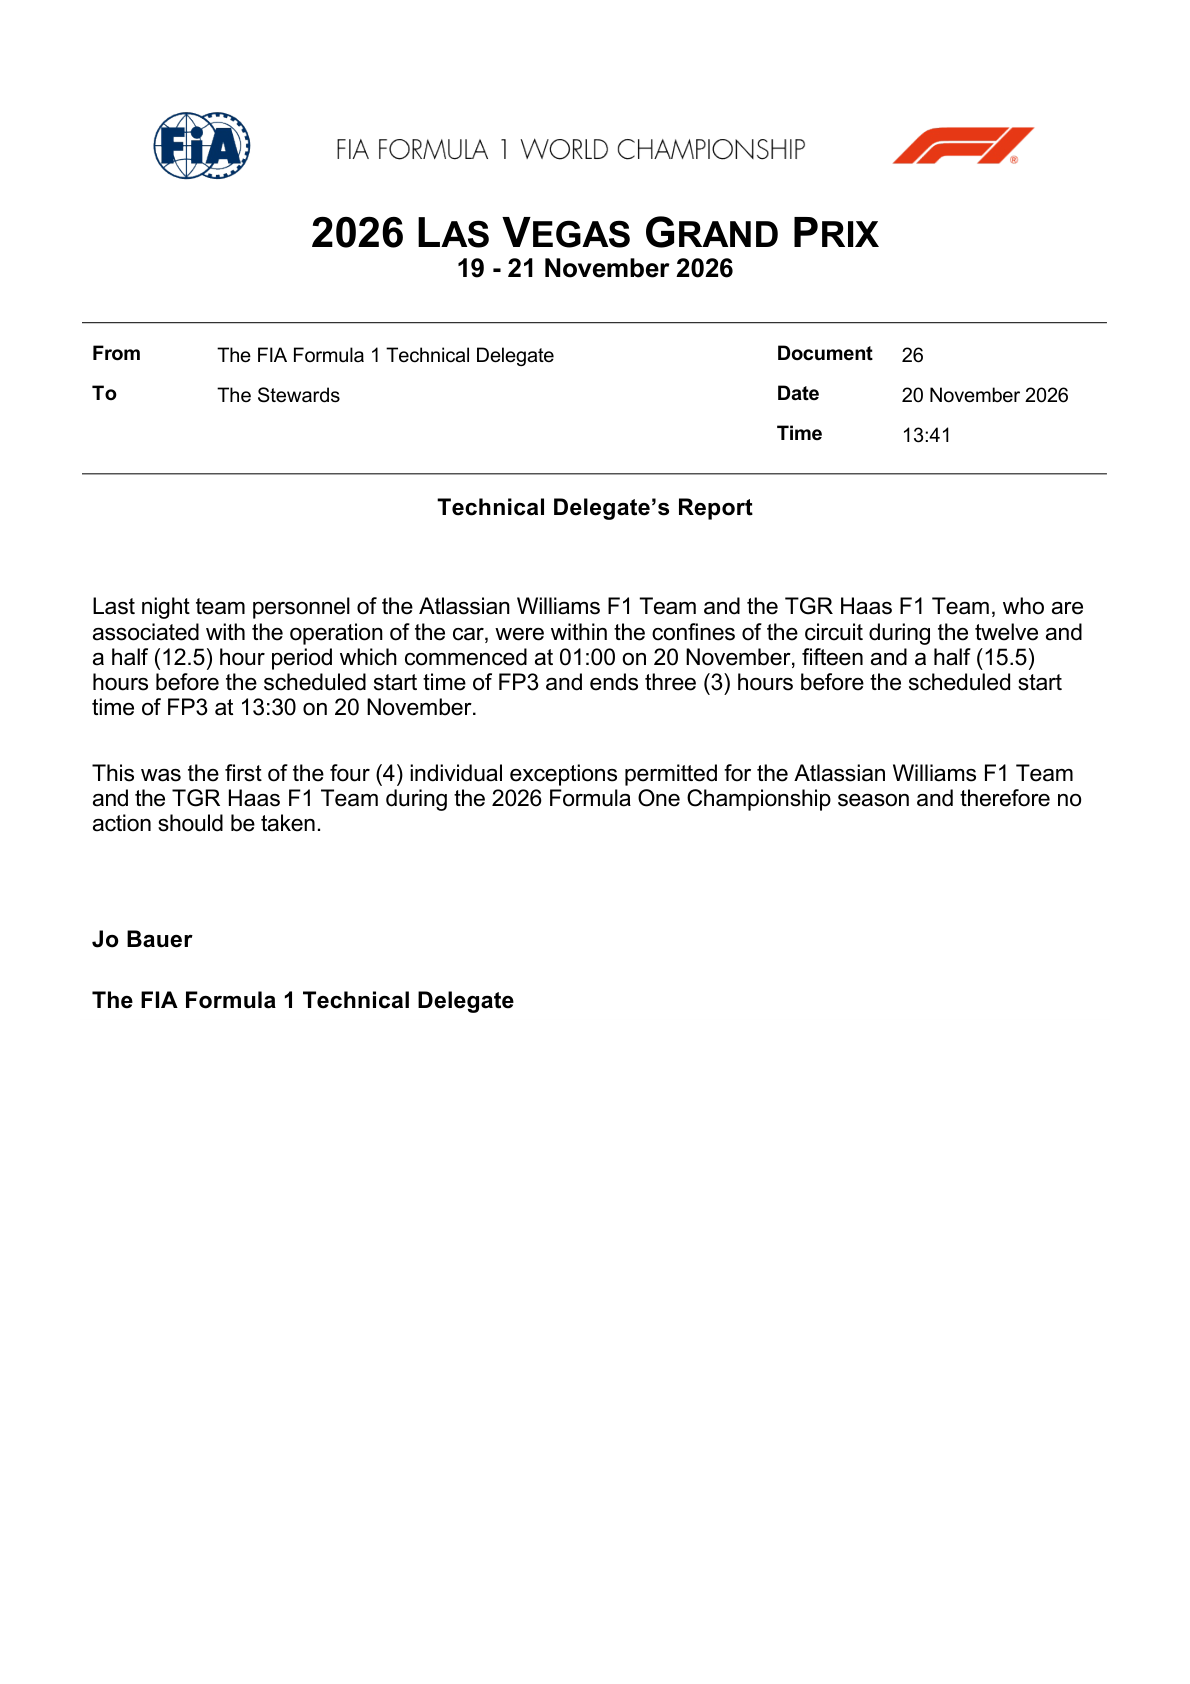 FIA
FIA FORMULA 1 WORLD CHAMPIONSHIP
F1®
2026 LAS VEGAS GRAND PRIX
19 - 21 November 2026
From The FIA Formula 1 Technical Delegate Document 26
To The Stewards Date 20 November 2026
Time 13:41
Technical Delegate’s Report
Last night team personnel of the Atlassian Williams F1 Team and the TGR Haas F1 Team, who are
associated with the operation of the car, were within the confines of the circuit during the twelve and
a half (12.5) hour period which commenced at 01:00 on 20 November, fifteen and a half (15.5)
hours before the scheduled start time of FP3 and ends three (3) hours before the scheduled start
time of FP3 at 13:30 on 20 November.
This was the first of the four (4) individual exceptions permitted for the Atlassian Williams F1 Team
and the TGR Haas F1 Team during the 2026 Formula One Championship season and therefore no
action should be taken.
Jo Bauer
The FIA Formula 1 Technical Delegate